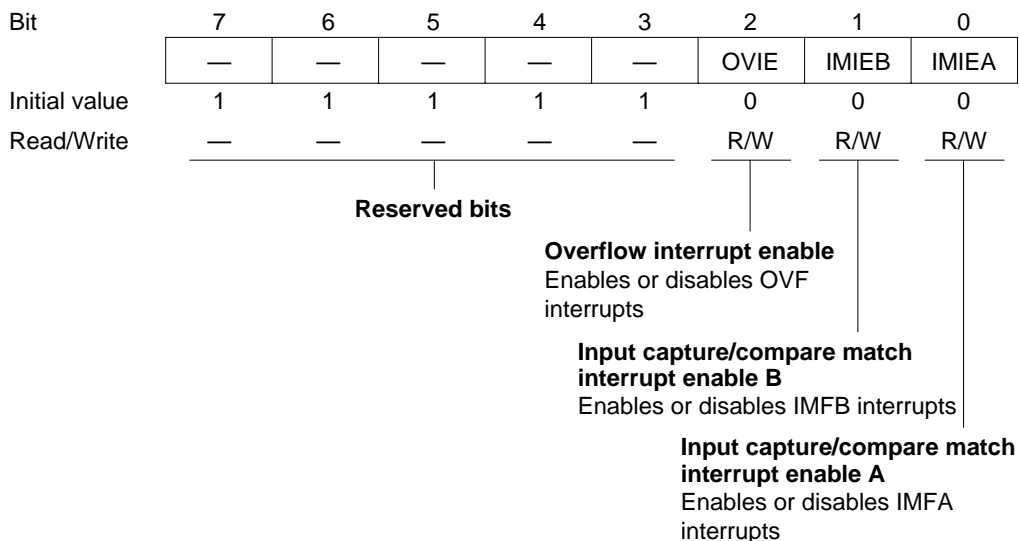 Bit 7 6 5 4 3 2 1 0
— — — — — OVIE IMIEB IMIEA
Initial value 1 1 1 1 1 0 0 0
Read/Write — — — — — R/W R/W R/W
Reserved bits
Overflow interrupt enable
Enables or disables OVF
interrupts
Input capture/compare match
interrupt enable B
Enables or disables IMFB interrupts
Input capture/compare match
interrupt enable A
Enables or disables IMFA
interrupts